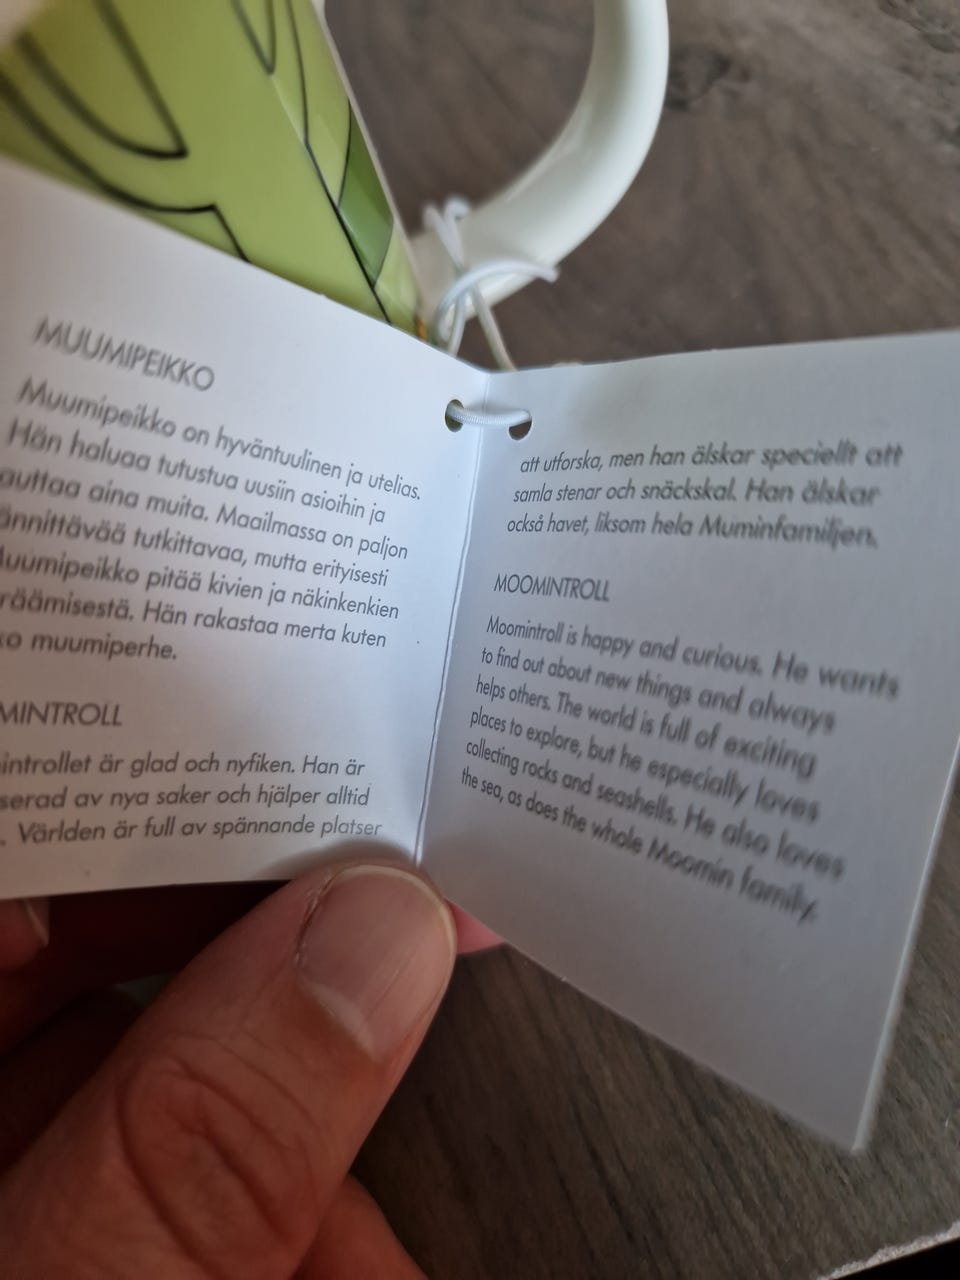 MUUMIPEIKKO
Muumipeikko on hyväntuulinen ja utelias.
Hän haluaa tutustua uusiin asioihin ja
auttaa aina muita. Maailmassa on paljon
ännittävää tutkittavaa, mutta erityisesti
Muumipeikko pitää kivien ja näkinkenkien
räämisestä. Hän rakastaa merta kuten
ko muumiperhe.
MINTROLL
introllet är glad och nyfiken. Han är
serad av nya saker och hjälper alltid
. Världen är full av spännande platser
att utforska, men han älskar speciellt att
samla stenar och snäckskal. Han älskar
också havet, liksom hela Muminfamiljen.
MOOMINTROLL
Moomintroll is happy and curious. He wants
to find out about new things and always
helps others. The world is full of exciting
places to explore, but he especially loves
collecting rocks and seashells. He also loves
the sea, as does the whole Moomin family.